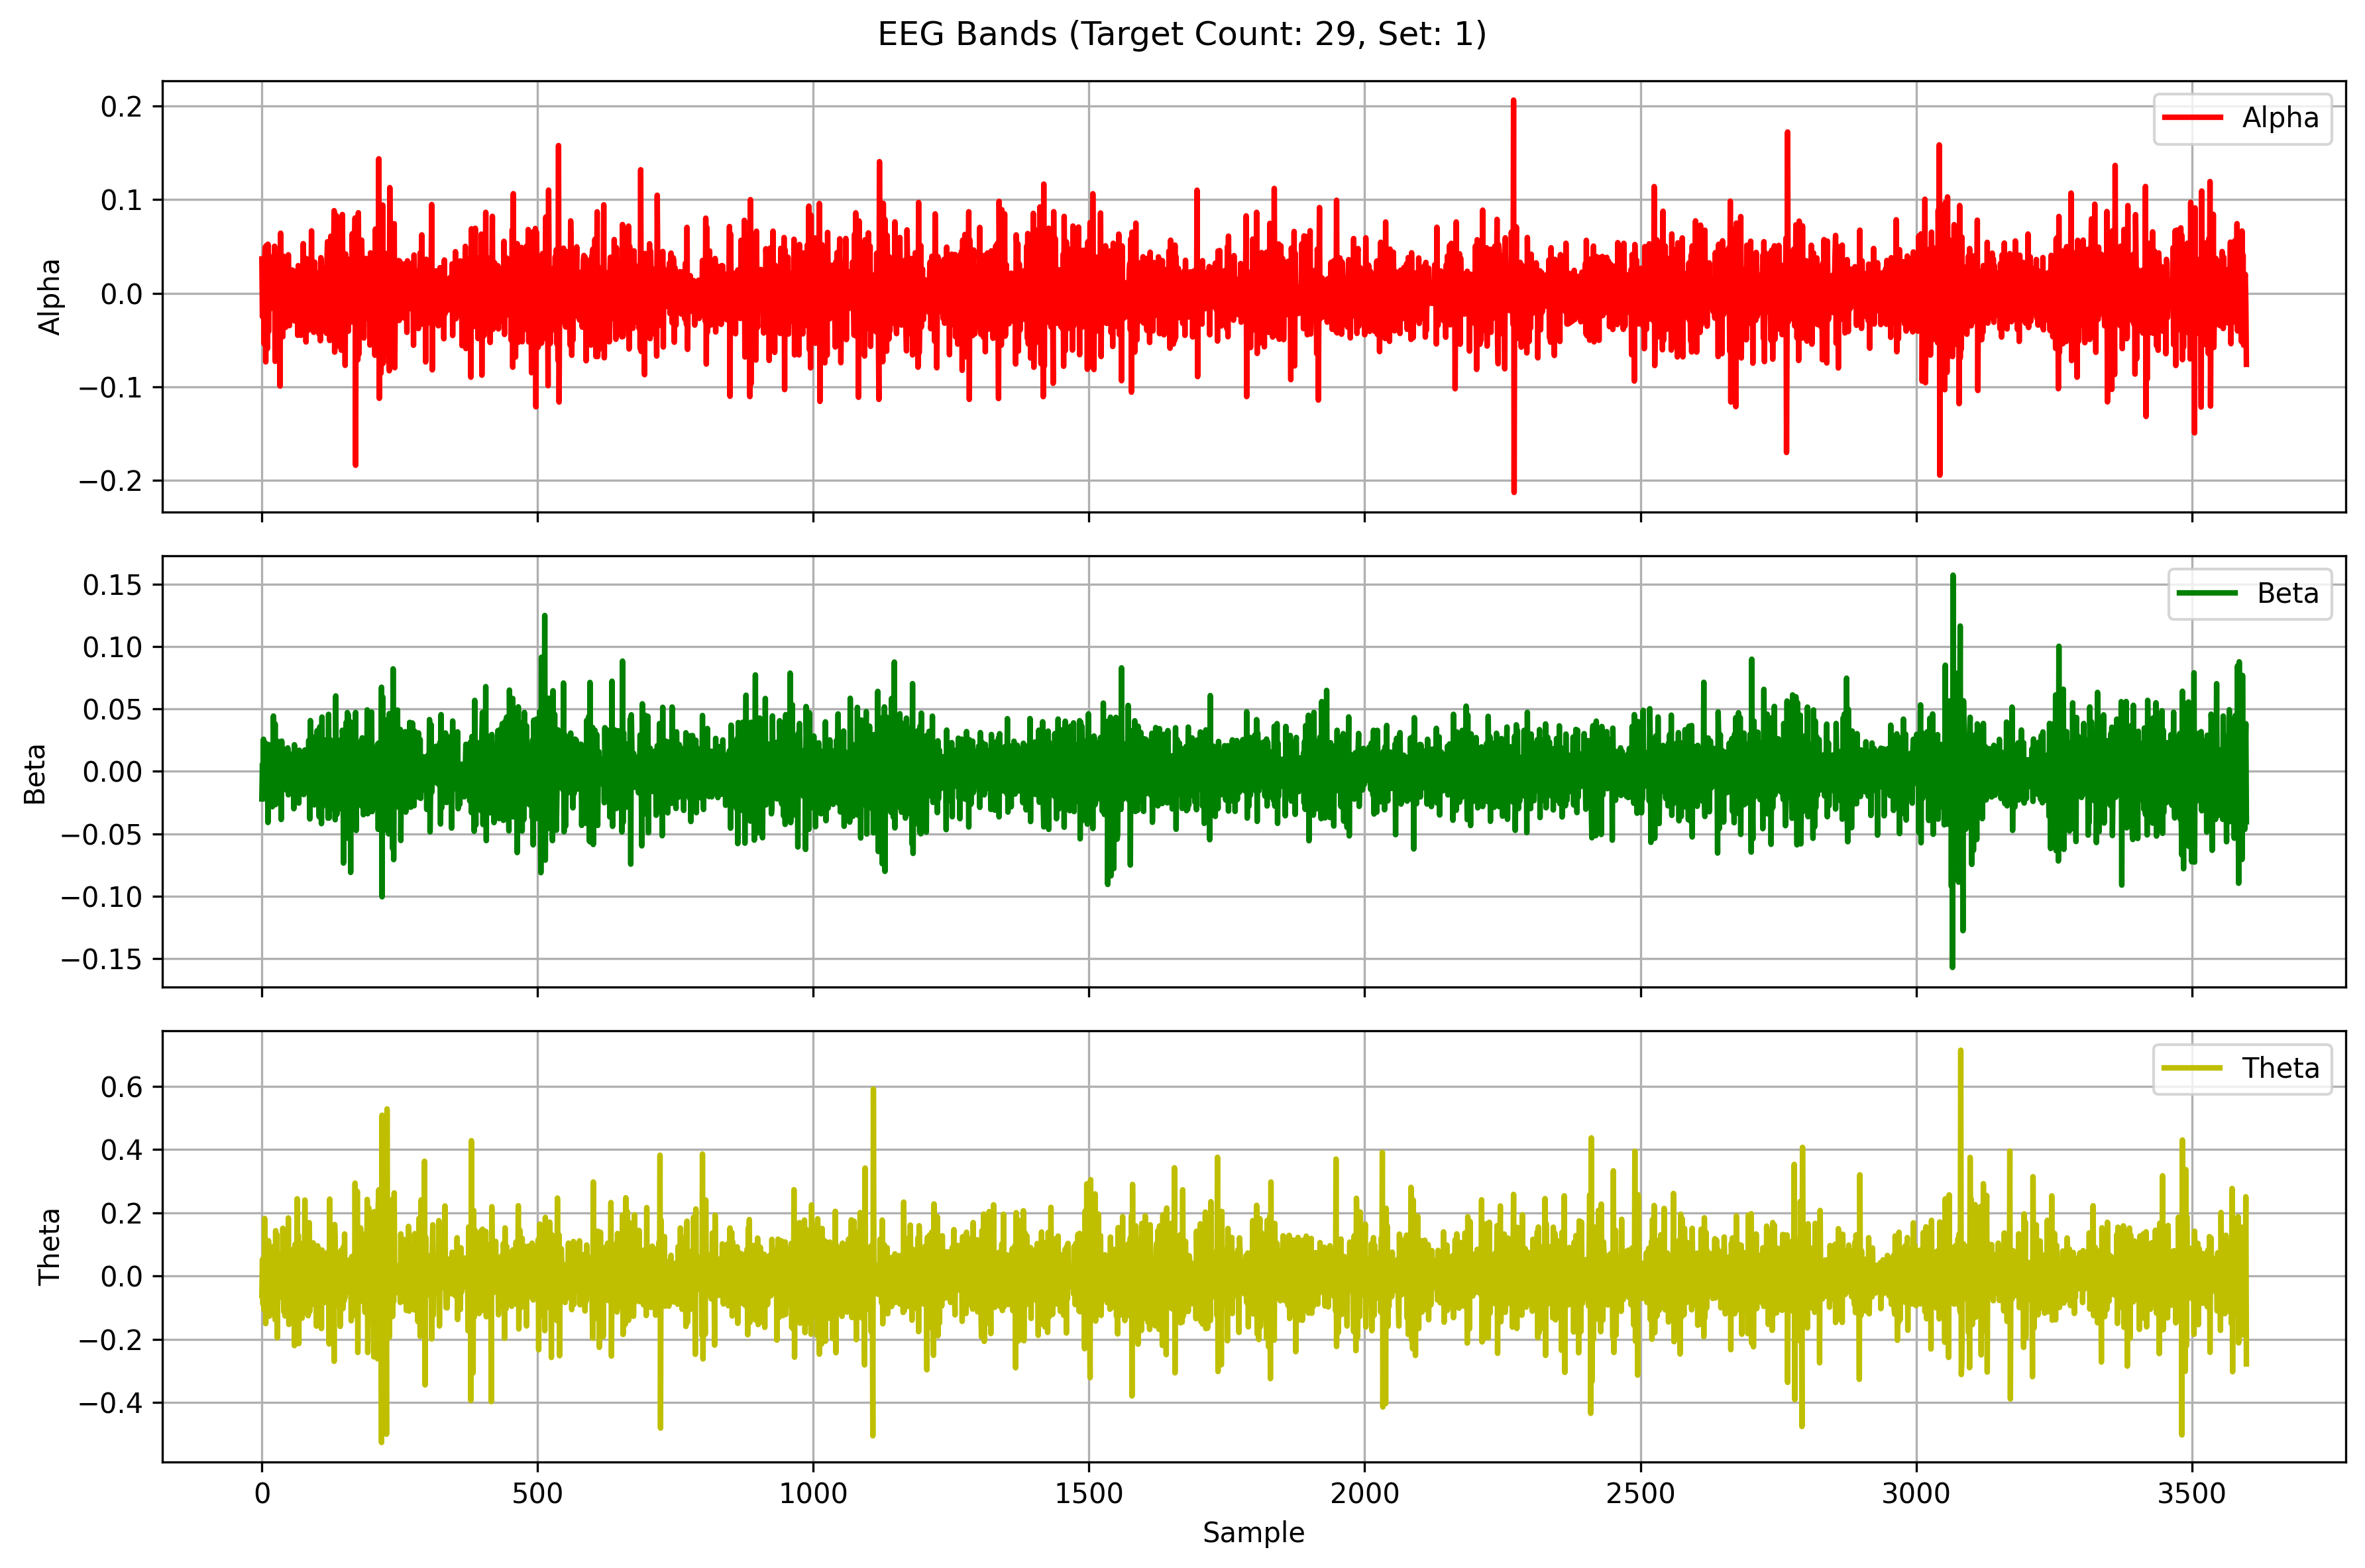 EEG Bands (Target Count: 29, Set: 1)
0.2
0.1
0.0
−0.1
−0.2
Alpha
Alpha
0.15
0.10
0.05
0.00
−0.05
−0.10
−0.15
Beta
Beta
0.6
0.4
0.2
0.0
−0.2
−0.4
Theta
Theta
0 500 1000 1500 2000 2500 3000 3500
Sample